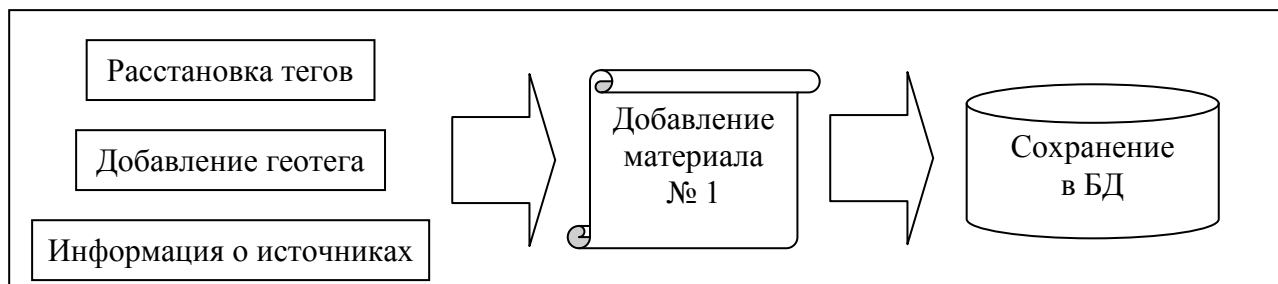 Расстановка тегов
Добавление геотега
Информация о источниках
Добавление
материала
№ 1
Сохранение
в БД